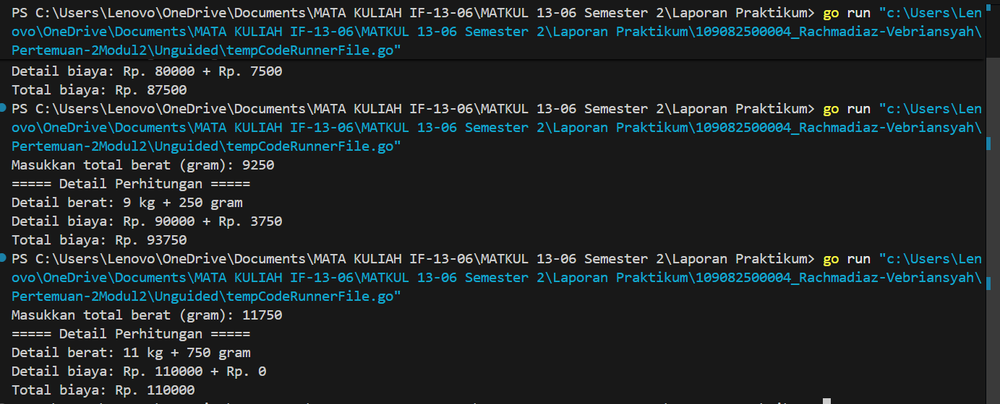 PS C:\Users\Lenovo\OneDrive\Documents\MATA KULIAH IF-13-06\MATKUL 13-06 Semester 2\Laporan Praktikum> go run "c:\Users\Len
ovo\OneDrive\Documents\MATA KULIAH IF-13-06\MATKUL 13-06 Semester 2\Laporan Praktikum\109082500004_Rachmadiaz-Vebriansyah\
Pertemuan-2Modul2\Unguided\tempCodeRunnerFile.go"
Detail biaya: Rp. 80000 + Rp. 7500
Total biaya: Rp. 87500
PS C:\Users\Lenovo\OneDrive\Documents\MATA KULIAH IF-13-06\MATKUL 13-06 Semester 2\Laporan Praktikum> go run "c:\Users\Len
ovo\OneDrive\Documents\MATA KULIAH IF-13-06\MATKUL 13-06 Semester 2\Laporan Praktikum\109082500004_Rachmadiaz-Vebriansyah\
Pertemuan-2Modul2\Unguided\tempCodeRunnerFile.go"
Masukkan total berat (gram): 9250
===== Detail Perhitungan =====
Detail berat: 9 kg + 250 gram
Detail biaya: Rp. 90000 + Rp. 3750
Total biaya: Rp. 93750
PS C:\Users\Lenovo\OneDrive\Documents\MATA KULIAH IF-13-06\MATKUL 13-06 Semester 2\Laporan Praktikum> go run "c:\Users\Len
ovo\OneDrive\Documents\MATA KULIAH IF-13-06\MATKUL 13-06 Semester 2\Laporan Praktikum\109082500004_Rachmadiaz-Vebriansyah\
Pertemuan-2Modul2\Unguided\tempCodeRunnerFile.go"
Masukkan total berat (gram): 11750
===== Detail Perhitungan =====
Detail berat: 11 kg + 750 gram
Detail biaya: Rp. 110000 + Rp. 0
Total biaya: Rp. 110000